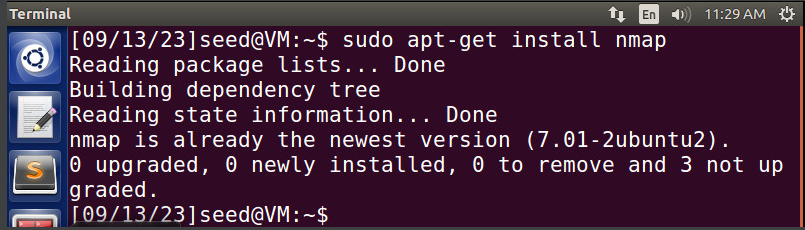 Terminal
En
11:29 AM
[09/13/23]seed@VM:~$ sudo apt-get install nmap
Reading package lists... Done
Building dependency tree
Reading state information... Done
nmap is already the newest version (7.01-2ubuntu2).
0 upgraded, 0 newly installed, 0 to remove and 3 not up
graded.
[09/13/23]seed@VM:~$